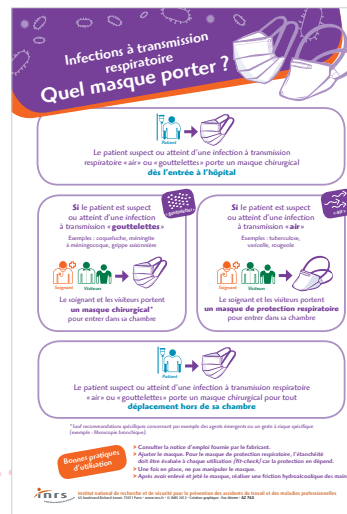 Infections à transmission
respiratoire
Quel masque porter ?
Patient
Le patient suspect ou atteint d'une infection à transmission
respiratoire « air » ou « gouttelettes » porte un masque chirurgical
dès l'entrée à l'hôpital
« gouttelettes »
Si le patient est suspect
ou atteint d'une infection
à transmission « gouttelettes »
Exemples : coqueluche, méningite
à méningocoque, grippe saisonnière
Soignant Visiteurs
Le soignant et les visiteurs portent
un masque chirurgical*
pour entrer dans sa chambre
« air »
Si le patient est suspect
ou atteint d'une infection
à transmission « air »
Exemples : tuberculose,
varicelle, rougeole
Soignant Visiteurs
Le soignant et les visiteurs portent
un masque de protection respiratoire
pour entrer dans sa chambre
Patient
Le patient suspect ou atteint d'une infection à transmission respiratoire
« air » ou « gouttelettes » porte un masque chirurgical pour tout
déplacement hors de sa chambre
*Sauf recommandations spécifiques concernant par exemple des agents émergents ou un geste à risque spécifique
(exemple : fibroscopie bronchique).
Bonnes pratiques
d'utilisation
> Consulter la notice d'emploi fournie par le fabricant.
> Ajuster le masque. Pour le masque de protection respiratoire, l'étanchéité
doit être évaluée à chaque utilisation (fit-check) car la protection en dépend.
> Une fois en place, ne pas manipuler le masque.
> Après avoir enlevé et jeté le masque, réaliser une friction hydroalcoolique des mains
inrs
Institut national de recherche et de sécurité pour la prévention des accidents du travail et des maladies professionnelles